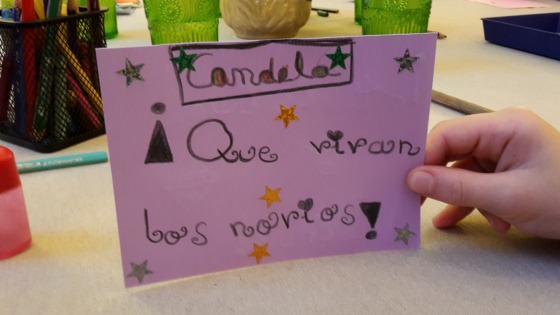 Candela
¡Que vivan
los novios!